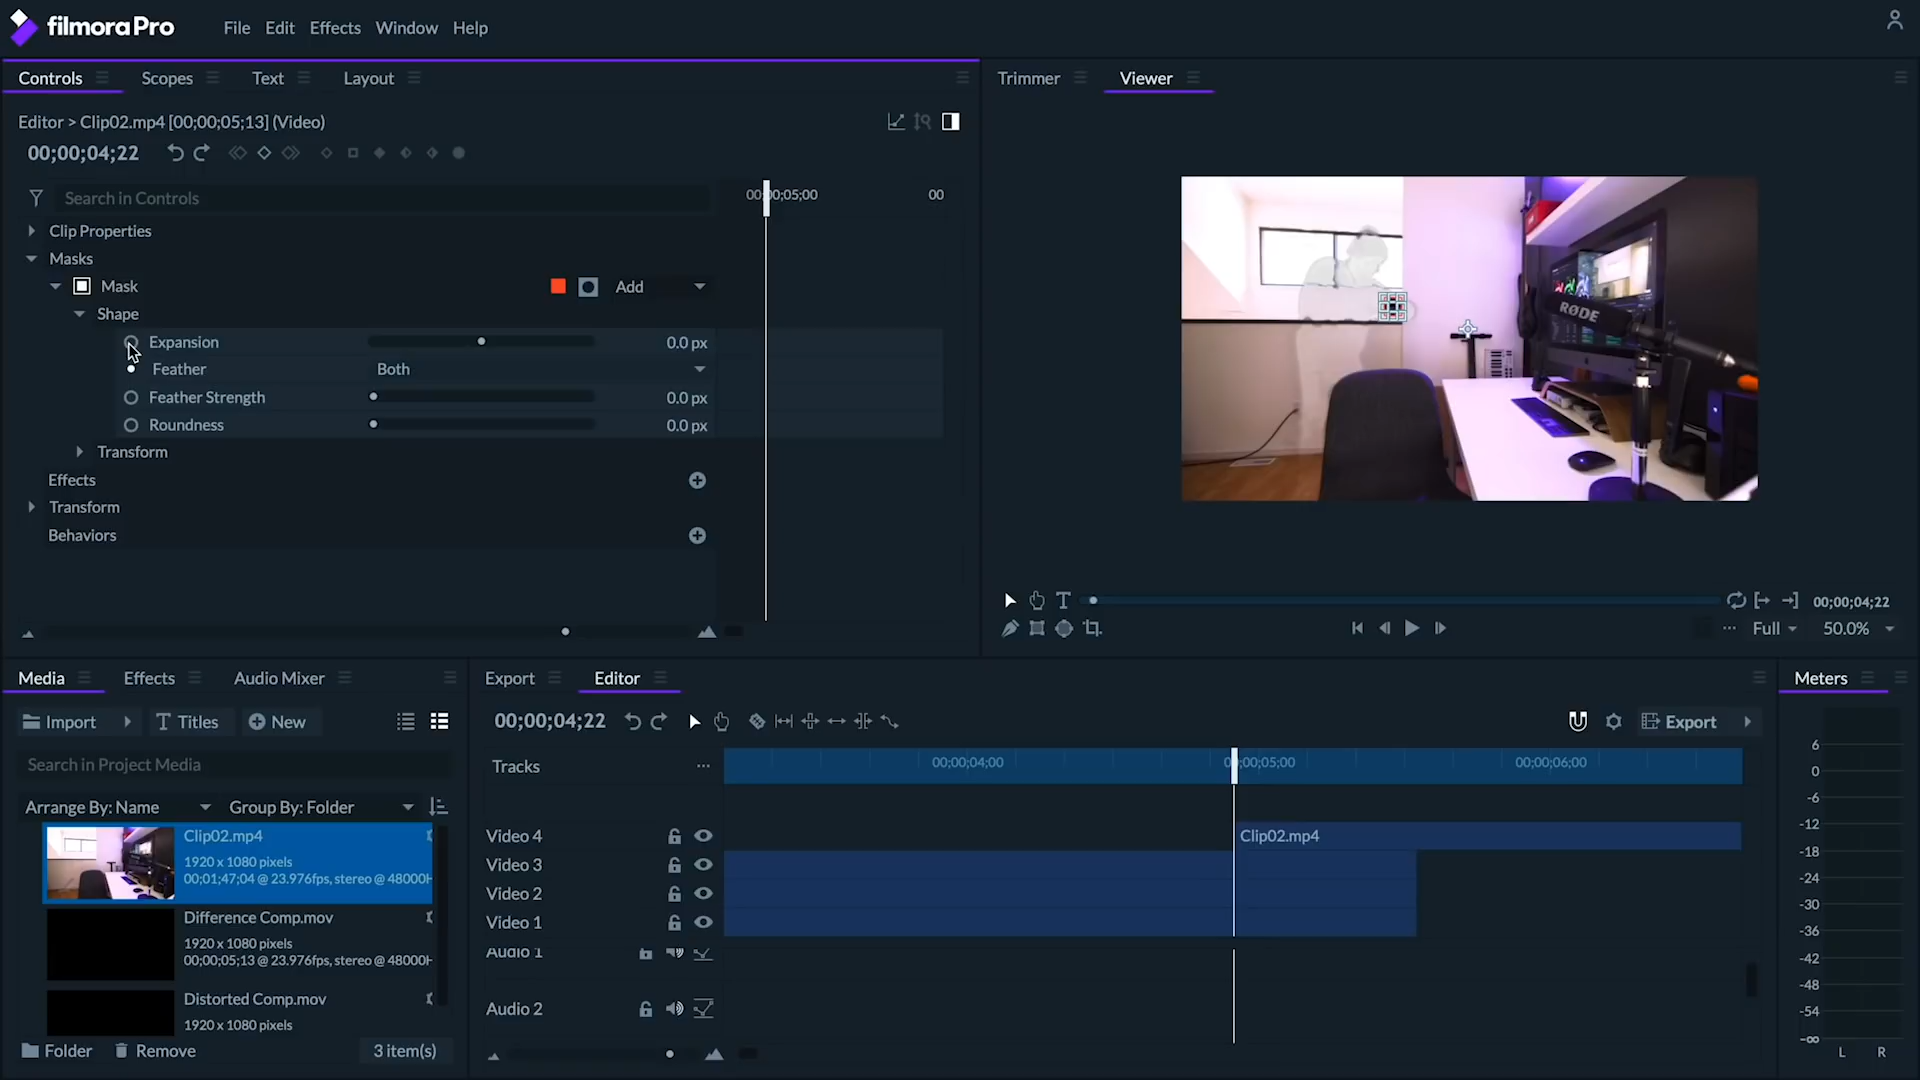 filmoraPro
File Edit Effects Window Help
Controls Scopes Text Layout
Trimmer Viewer
Editor > Clip02.mp4 [00;00;05;13] (Video)
00;00;04;22
Search in Controls
00;00;05;00 00
Clip Properties
Masks
Mask Add
Shape
Expansion 0.0 px
Feather Both
Feather Strength 0.0 px
Roundness 0.0 px
Transform
Effects
Transform
Behaviors
RØDE
00;00;04;22
Full 50.0%
Media Effects Audio Mixer
Export Editor
Meters
Import Titles New
00;00;04;22
Export
Search in Project Media
Tracks
00;00;04;00 00;00;05;00 00;00;06;00
Arrange By: Name Group By: Folder
Clip02.mp4
1920 x 1080 pixels
00;01;47;04 @ 23.976fps, stereo @ 48000H
Difference Comp.mov
1920 x 1080 pixels
00;00;05;13 @ 23.976fps, stereo @ 48000H
Distorted Comp.mov
1920 x 1080 pixels
Folder Remove 3 item(s)
Video 4 Clip02.mp4
Video 3
Video 2
Video 1
Audio 1
Audio 2
6
0
-6
-12
-18
-24
-30
-36
-42
-48
-54
-∞
L R